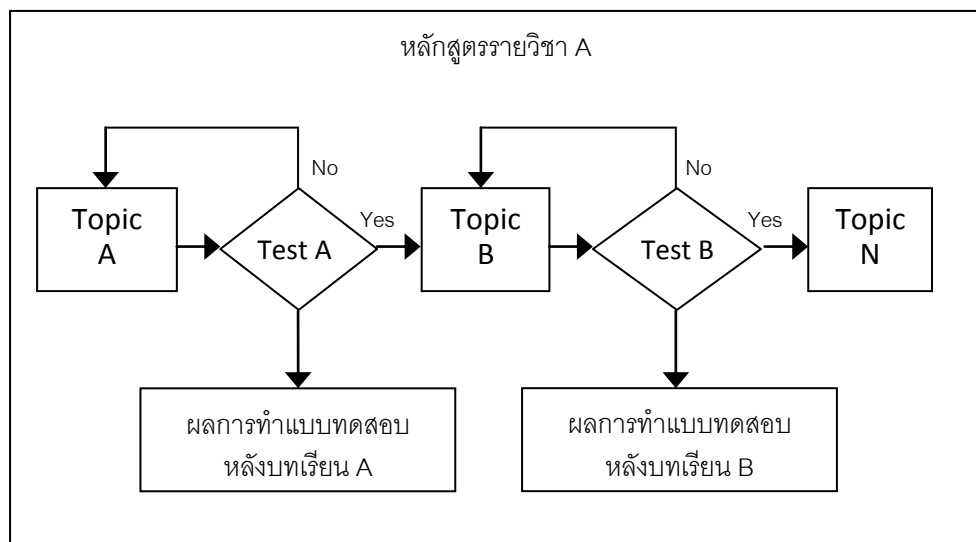 หลักสูตรรายวิชา A
No
No
Topic
A
Test A
Yes
Topic
B
Test B
Yes
Topic
N
ผลการทำแบบทดสอบ
หลังบทเรียน A
ผลการทำแบบทดสอบ
หลังบทเรียน B